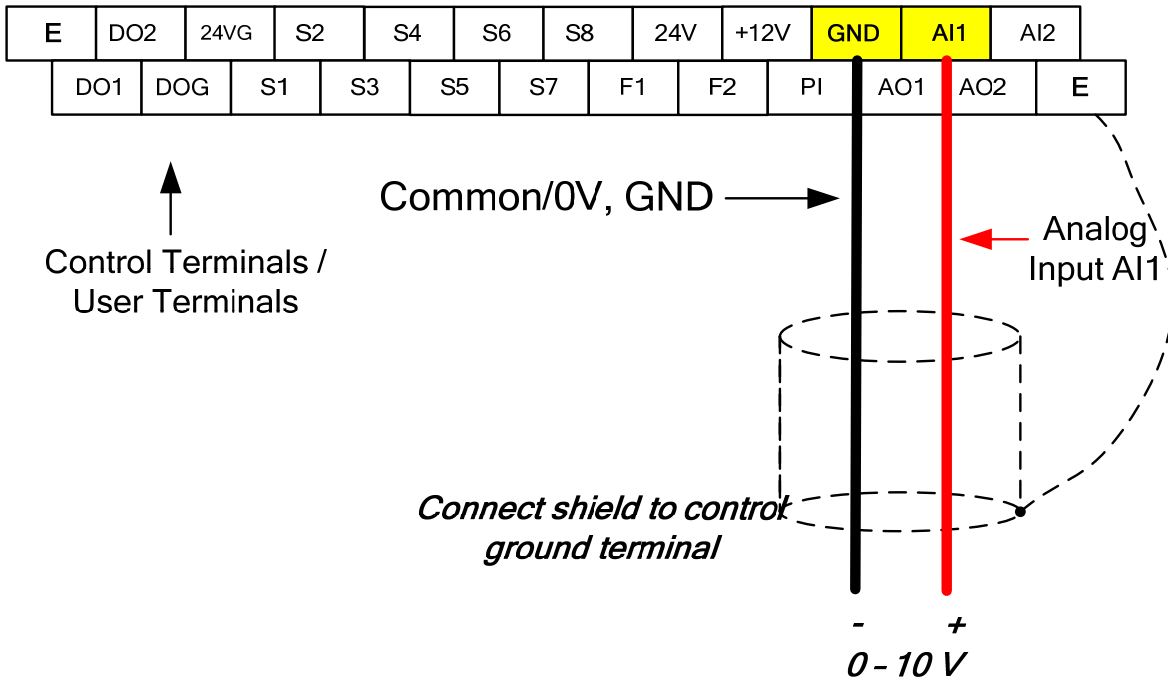 E DO2 24VG S2 S4 S6 S8 24V +12V GND AI1 AI2
DO1 DOG S1 S3 S5 S7 F1 F2 PI AO1 AO2 E
Common/0V, GND
Analog
Input AI1
Control Terminals /
User Terminals
Connect shield to control
ground terminal
- +
0 - 10 V